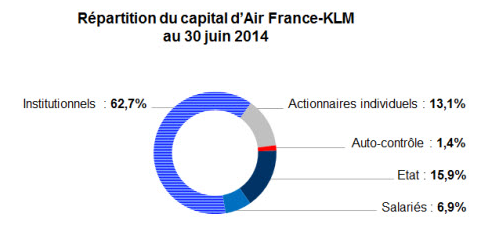 Répartition du capital d'Air France-KLM
au 30 juin 2014
Institutionnels : 62,7%
Actionnaires individuels : 13,1%
Auto-contrôle : 1,4%
Etat : 15,9%
Salariés : 6,9%